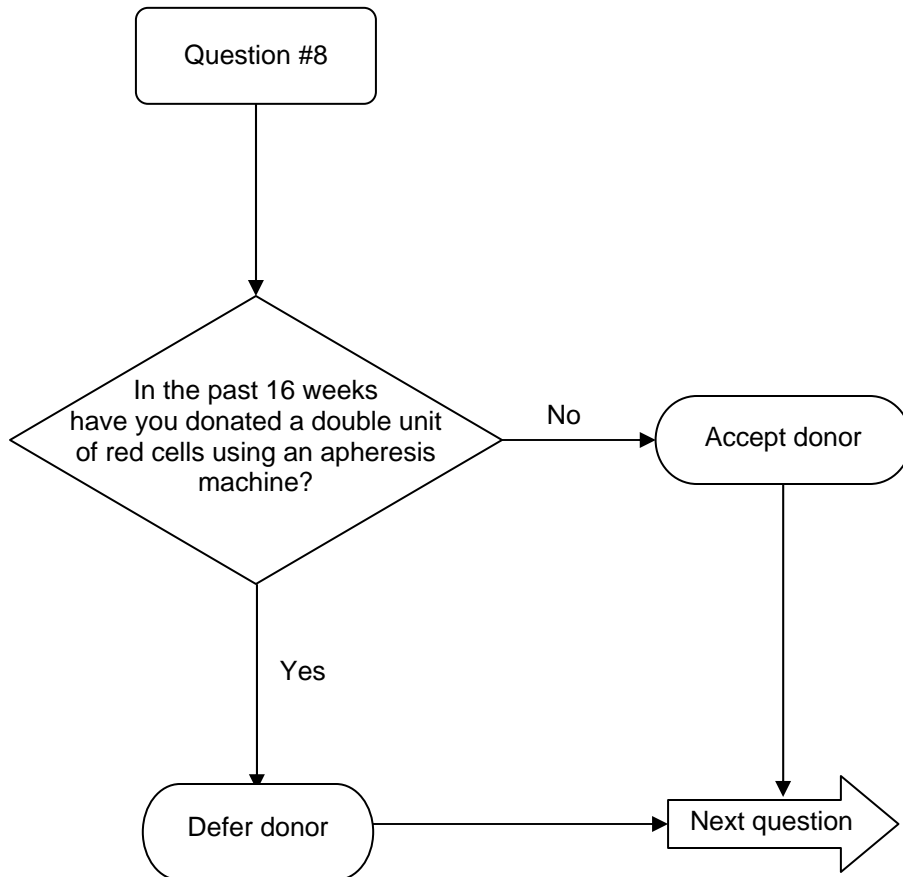 Question #8
In the past 16 weeks
have you donated a double unit
of red cells using an apheresis
machine?
No
Accept donor
Yes
Defer donor
Next question